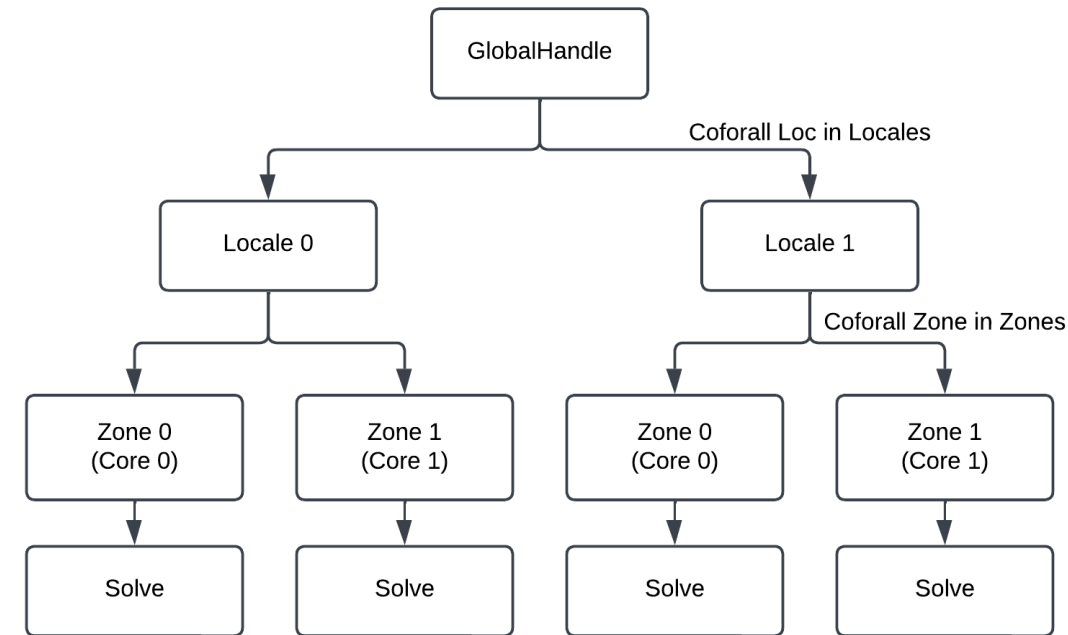 GlobalHandle
Coforall Loc in Locales
Locale 0
Locale 1
Coforall Zone in Zones
Zone 0
(Core 0)
Zone 1
(Core 1)
Zone 0
(Core 0)
Zone 1
(Core 1)
Solve
Solve
Solve
Solve